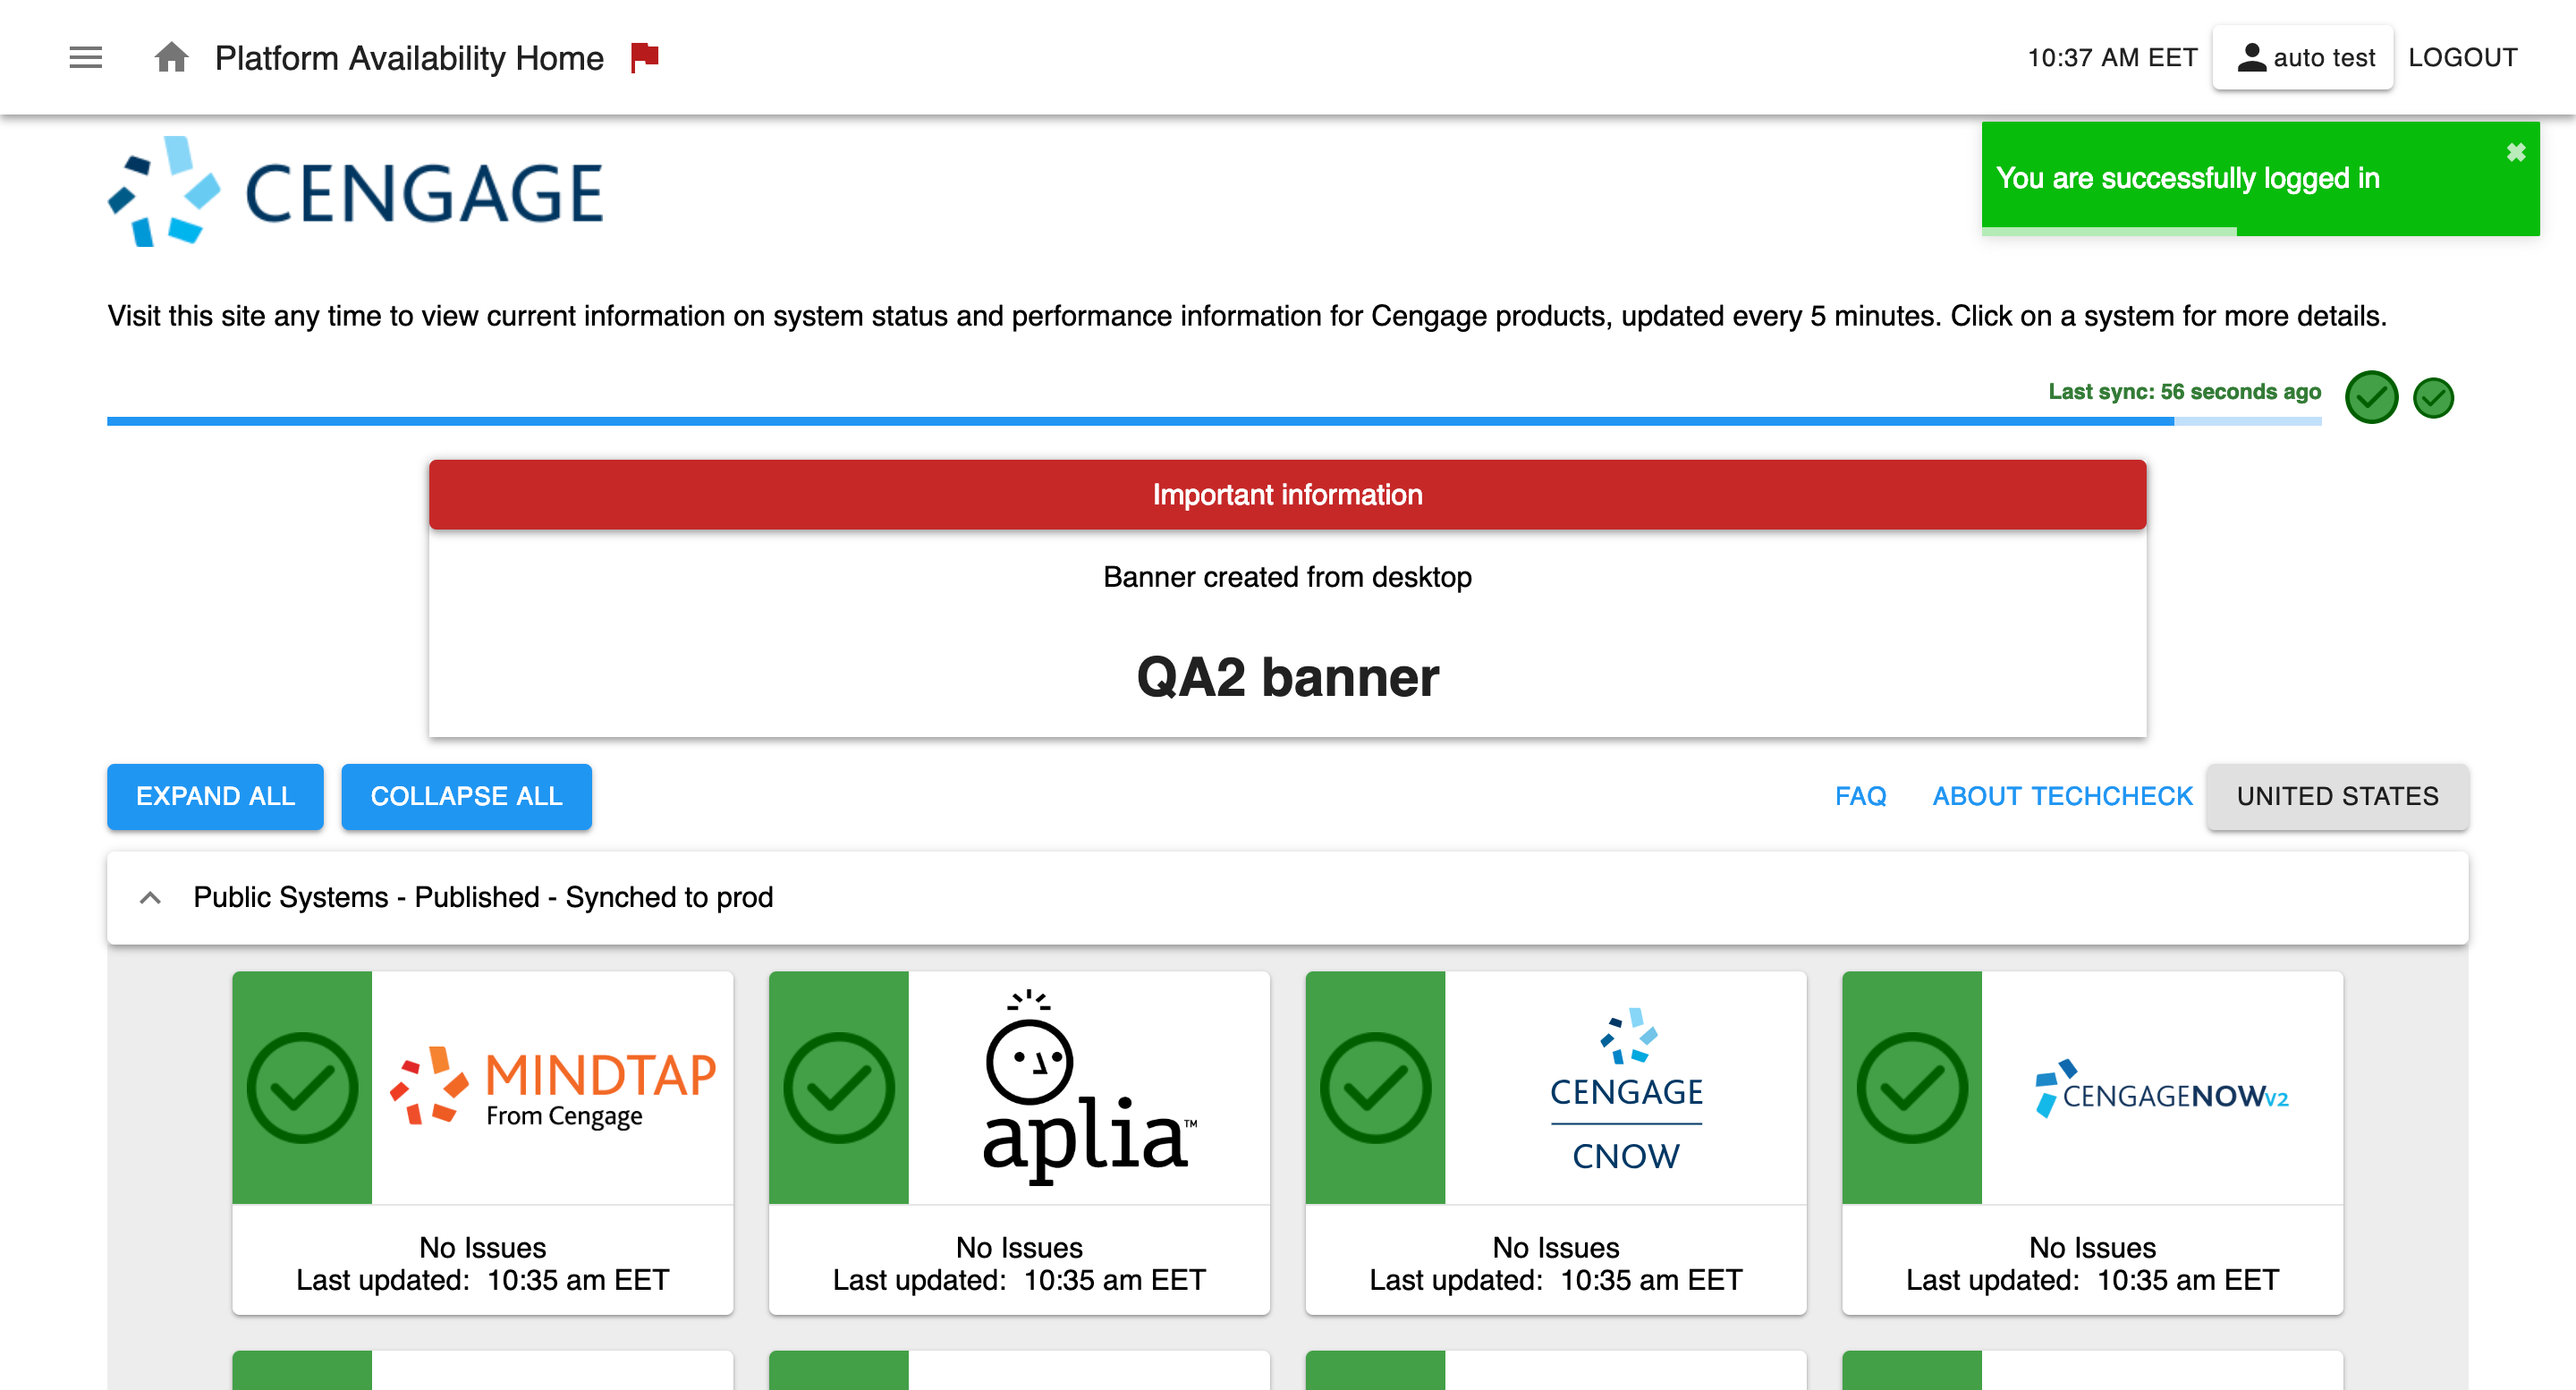 Platform Availability Home
10:37 AM EET
auto test
LOGOUT
CENGAGE
You are successfully logged in
Visit this site any time to view current information on system status and performance information for Cengage products, updated every 5 minutes. Click on a system for more details.
Last sync: 56 seconds ago
Important information
Banner created from desktop
QA2 banner
EXPAND ALL
COLLAPSE ALL
FAQ
ABOUT TECHCHECK
UNITED STATES
Public Systems - Published - Synched to prod
MINDTAP
From Cengage
No Issues
Last updated: 10:35 am EET
aplia™
No Issues
Last updated: 10:35 am EET
CENGAGE
CNOW
No Issues
Last updated: 10:35 am EET
CENGAGENOWV2
No Issues
Last updated: 10:35 am EET